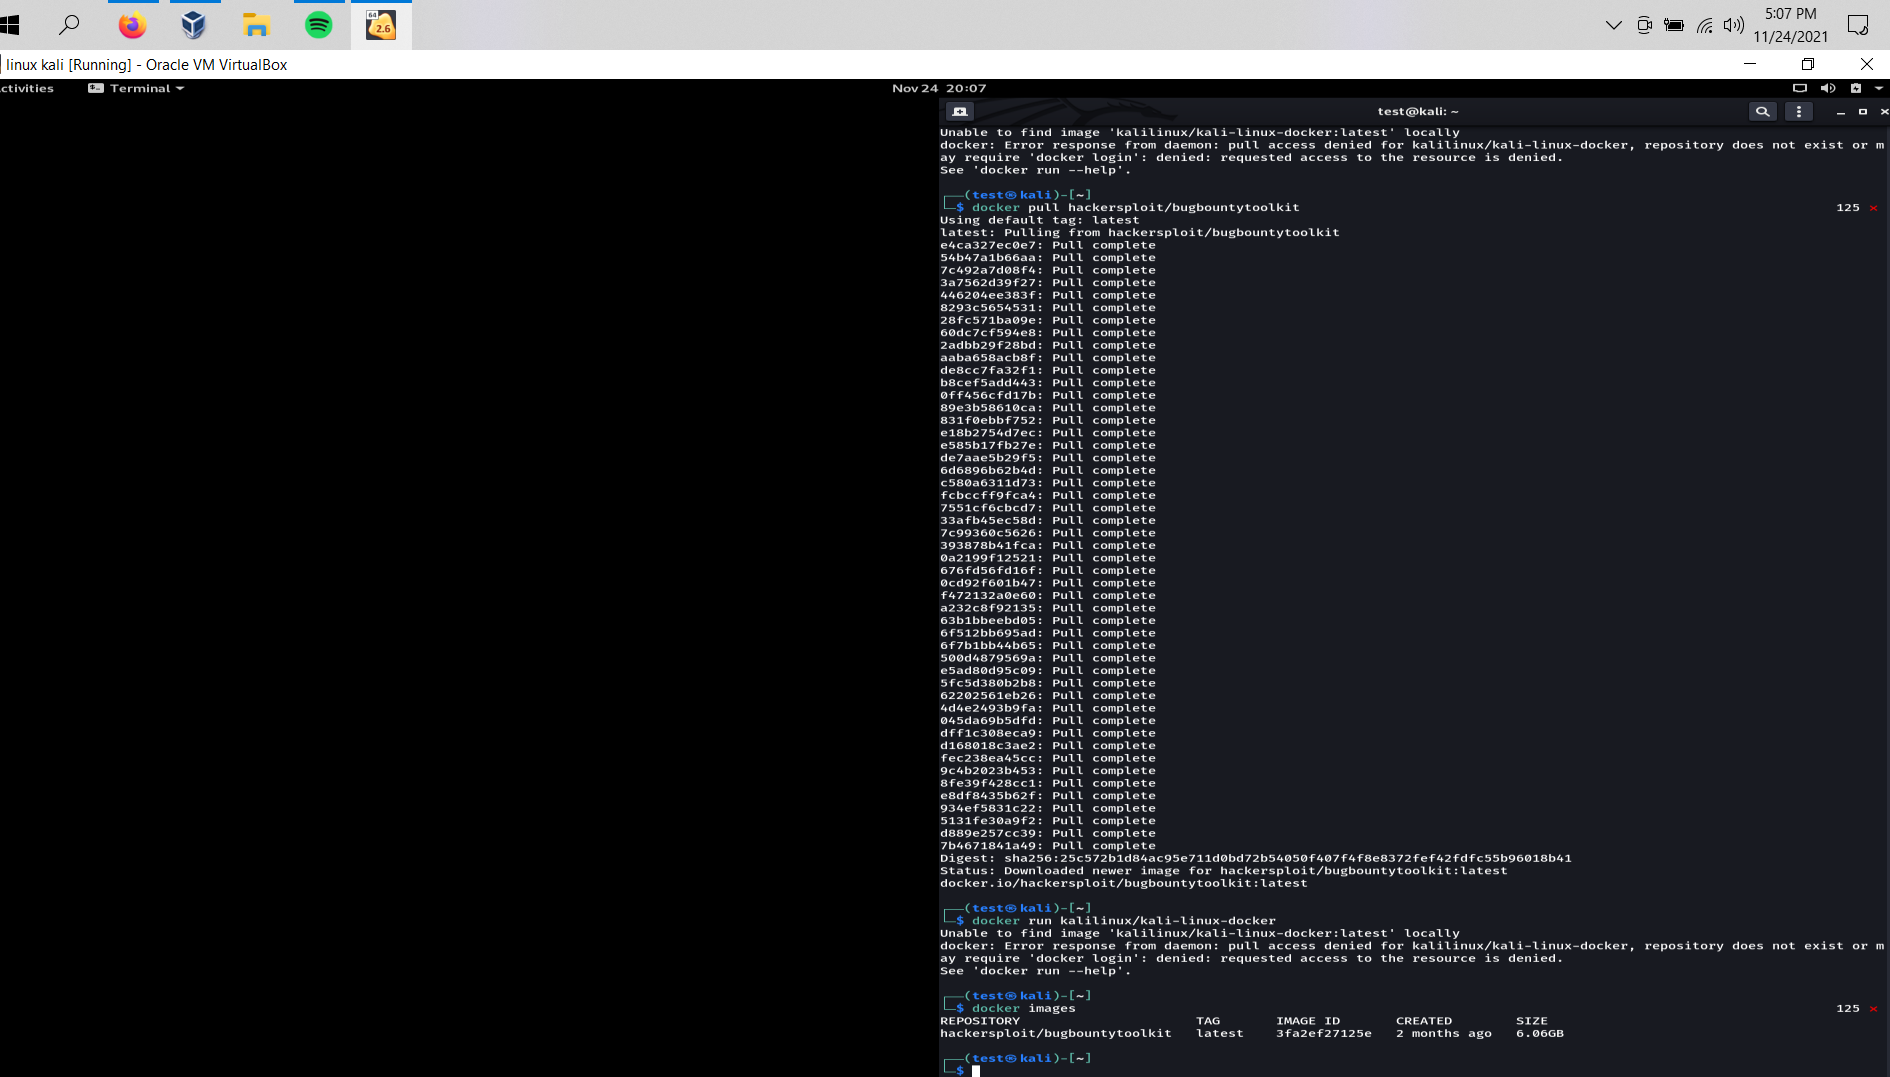 5:07 PM
11/24/2021
64
2.6
linux kali [Running] - Oracle VM VirtualBox
ctivities Terminal Nov 24 20:07
test@kali: ~
Unable to find image 'kalilinux/kali-linux-docker:latest' locally
docker: Error response from daemon: pull access denied for kalilinux/kali-linux-docker, repository does not exist or m
ay require 'docker login': denied: requested access to the resource is denied.
See 'docker run --help'.
┌──(test㉿kali)-[~]
└─$ docker pull hackersploit/bugbountytoolkit 125 ⨯
Using default tag: latest
latest: Pulling from hackersploit/bugbountytoolkit
e4ca327ec0e7: Pull complete
54b47a1b66aa: Pull complete
7c492a7d08f4: Pull complete
3a7562d39f27: Pull complete
446204ee383f: Pull complete
8293c5654531: Pull complete
28fc571ba09e: Pull complete
60dc7cf594e8: Pull complete
2adbb29f28bd: Pull complete
aaba658acb8f: Pull complete
de8cc7fa32f1: Pull complete
b8cef5add443: Pull complete
0ff456cfd17b: Pull complete
89e3b58610ca: Pull complete
831f0ebbf752: Pull complete
e18b2754d7ec: Pull complete
e585b17fb27e: Pull complete
de7aae5b29f5: Pull complete
6d6896b62b4d: Pull complete
c580a6311d73: Pull complete
fcbccff9fca4: Pull complete
7551cf6cbcd7: Pull complete
33afb45ec58d: Pull complete
7c99360c5626: Pull complete
393878b41fca: Pull complete
0a2199f12521: Pull complete
676fd56fd16f: Pull complete
0cd92f601b47: Pull complete
f472132a0e60: Pull complete
a232c8f92135: Pull complete
63b1bbeebd05: Pull complete
6f512bb695ad: Pull complete
6f7b1bb44b65: Pull complete
500d4879569a: Pull complete
e5ad80d95c09: Pull complete
5fc5d380b2b8: Pull complete
62202561eb26: Pull complete
4d4e2493b9fa: Pull complete
045da69b5dfd: Pull complete
dff1c308eca9: Pull complete
d168018c3ae2: Pull complete
fec238ea45cc: Pull complete
9c4b2023b453: Pull complete
8fe39f428cc1: Pull complete
e8df8435b62f: Pull complete
934ef5831c22: Pull complete
5131fe30a9f2: Pull complete
d889e257cc39: Pull complete
7b4671841a49: Pull complete
Digest: sha256:25c572b1d84ac95e711d0bd72b54050f407f4f8e8372fef42fdfc55b96018b41
Status: Downloaded newer image for hackersploit/bugbountytoolkit:latest
docker.io/hackersploit/bugbountytoolkit:latest
┌──(test㉿kali)-[~]
└─$ docker run kalilinux/kali-linux-docker
Unable to find image 'kalilinux/kali-linux-docker:latest' locally
docker: Error response from daemon: pull access denied for kalilinux/kali-linux-docker, repository does not exist or m
ay require 'docker login': denied: requested access to the resource is denied.
See 'docker run --help'.
┌──(test㉿kali)-[~]
└─$ docker images 125 ⨯
REPOSITORY TAG IMAGE ID CREATED SIZE
hackersploit/bugbountytoolkit latest 3fa2ef27125e 2 months ago 6.06GB
┌──(test㉿kali)-[~]
└─$